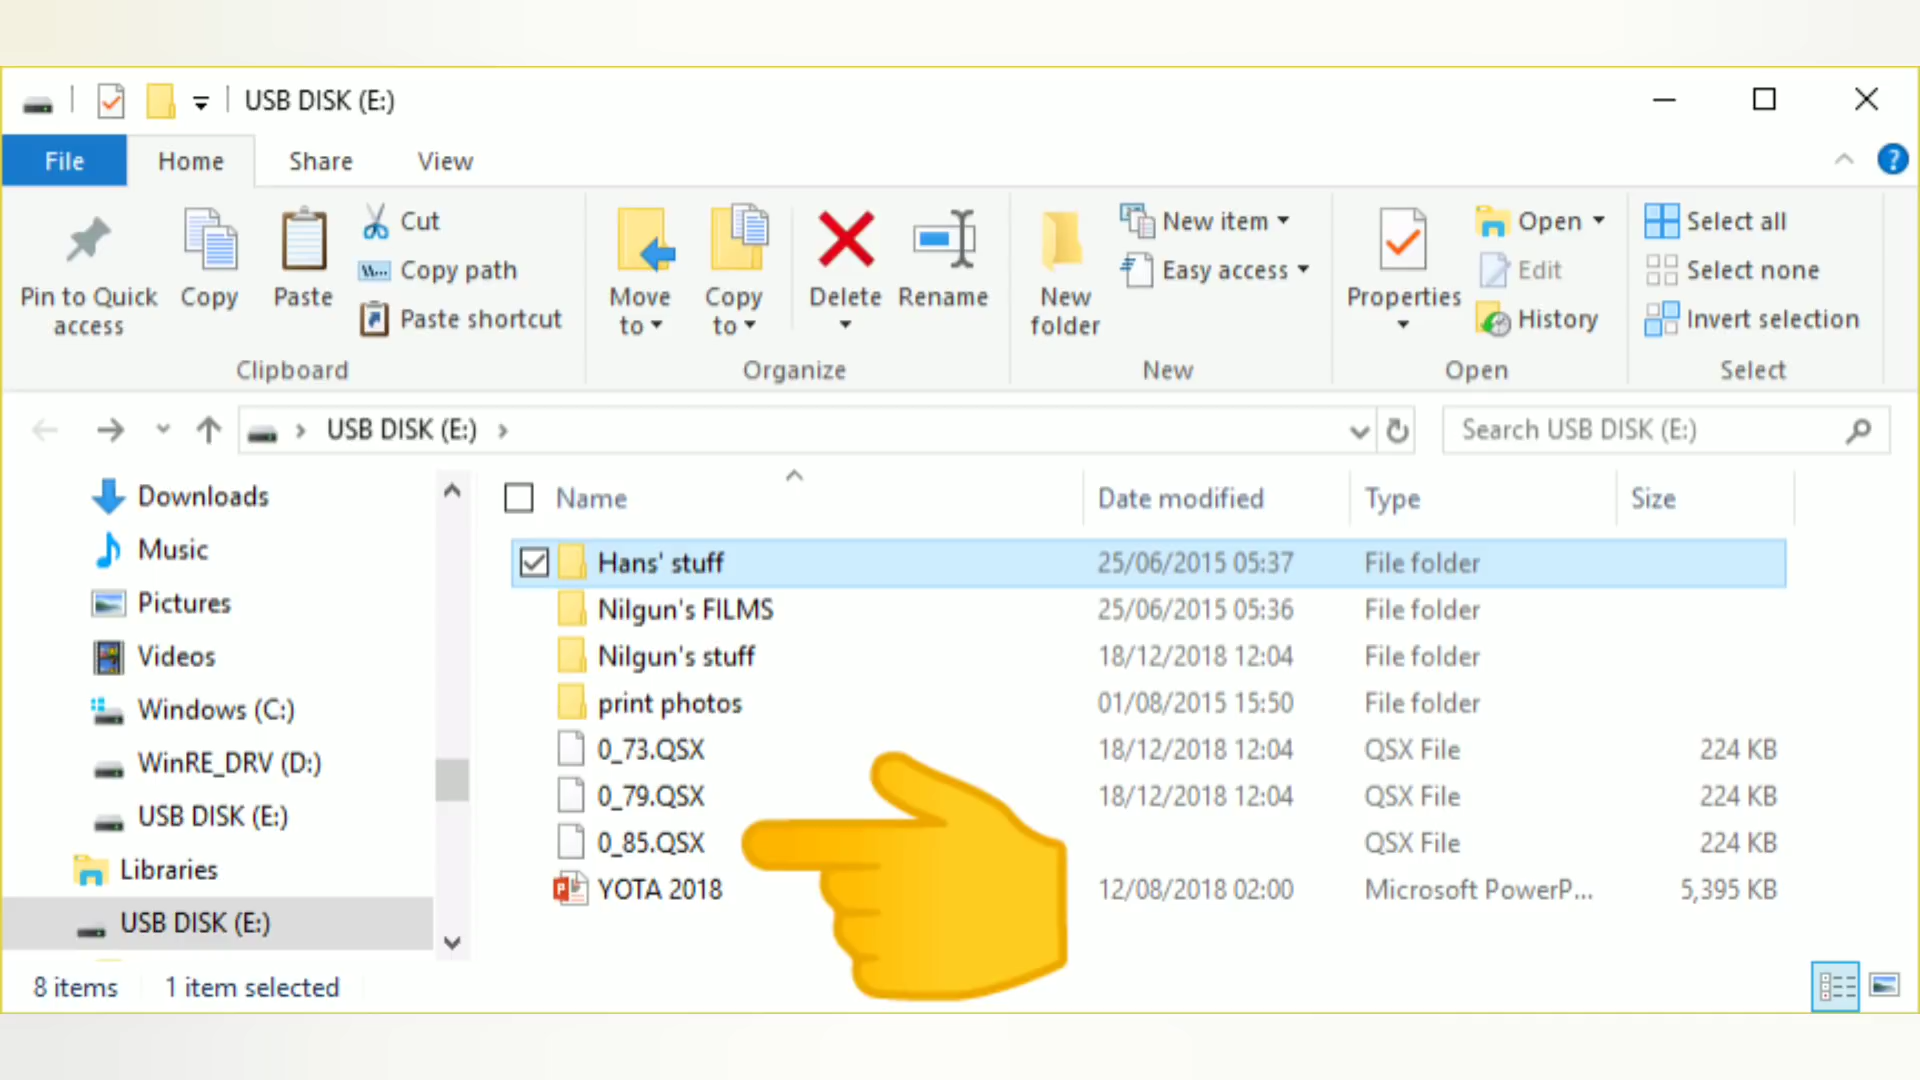 USB DISK (E:)
File Home Share View
Pin to Quick access
Copy
Paste
Cut
Copy path
Paste shortcut
Clipboard
Move to
Copy to
Delete
Rename
Organize
New folder
New item
Easy access
New
Properties
Open
Edit
History
Open
Select all
Select none
Invert selection
Select
USB DISK (E:)
Search USB DISK (E:)
Downloads
Music
Pictures
Videos
Windows (C:)
WinRE_DRV (D:)
USB DISK (E:)
Libraries
USB DISK (E:)
Name Date modified Type Size
Hans' stuff 25/06/2015 05:37 File folder
Nilgun's FILMS 25/06/2015 05:36 File folder
Nilgun's stuff 18/12/2018 12:04 File folder
print photos 01/08/2015 15:50 File folder
0_73.QSX 18/12/2018 12:04 QSX File 224 KB
0_79.QSX 18/12/2018 12:04 QSX File 224 KB
0_85.QSX QSX File 224 KB
YOTA 2018 12/08/2018 02:00 Microsoft PowerP... 5,395 KB
8 items 1 item selected